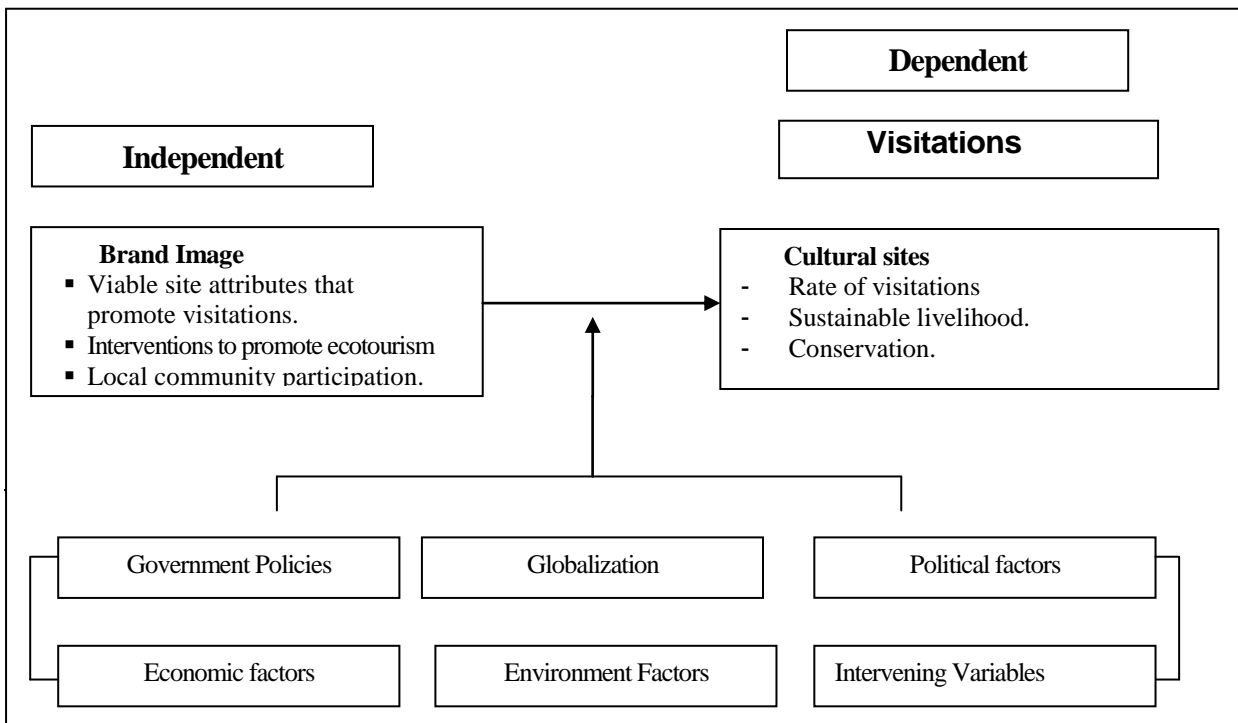 Dependent
Visitations
Independent
Brand Image
▪ Viable site attributes that
promote visitations.
▪ Interventions to promote ecotourism
▪ Local community participation.
Cultural sites
- Rate of visitations
- Sustainable livelihood.
- Conservation.
Government Policies
Globalization
Political factors
Economic factors
Environment Factors
Intervening Variables